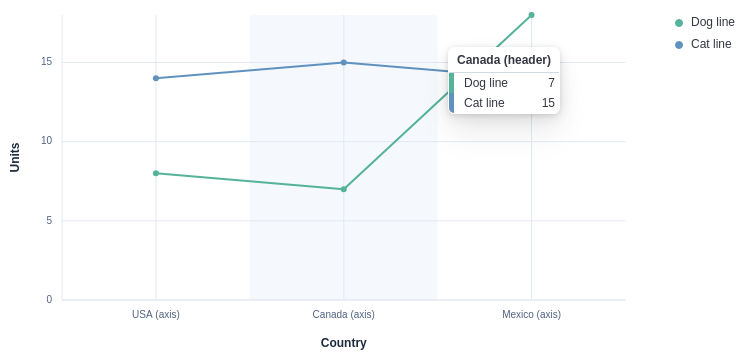 Dog line
Cat line
Canada (header)
Dog line 7
Cat line 15
Units
15
10
5
0
USA (axis)
Canada (axis)
Mexico (axis)
Country